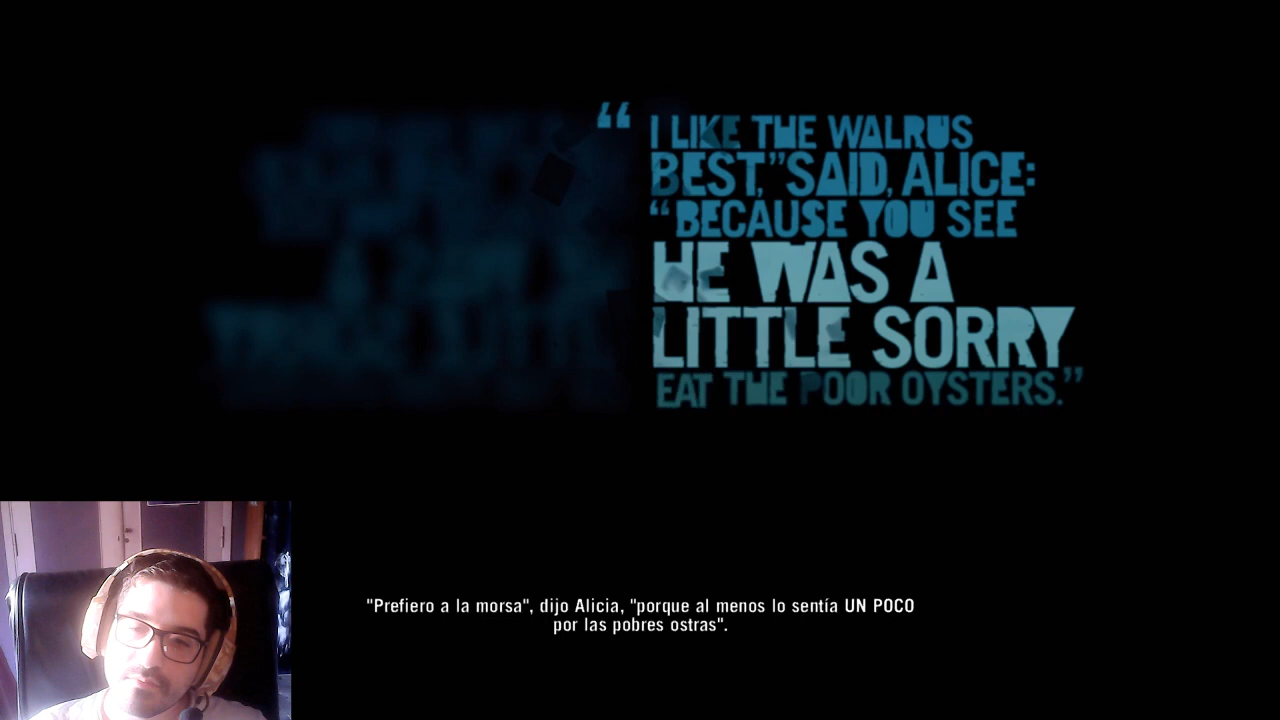 “ I LIKE THE WALRUS
BEST,” SAID, ALICE:
“ BECAUSE YOU SEE
HE WAS A
LITTLE SORRY
EAT THE POOR OYSTERS.”
"Prefiero a la morsa", dijo Alicia, "porque al menos lo sentía UN POCO
por las pobres ostras".